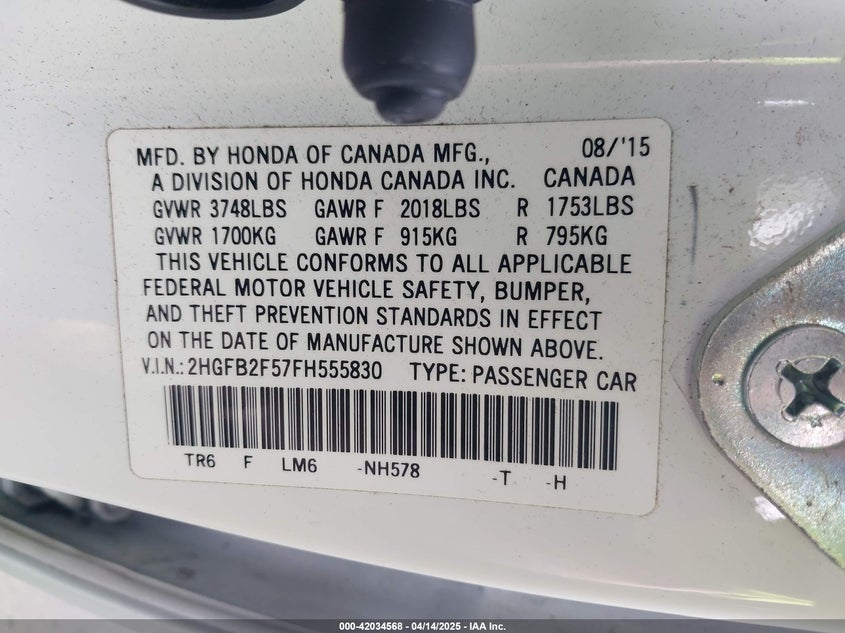 MFD. BY HONDA OF CANADA MFG., 08/'15
A DIVISION OF HONDA CANADA INC. CANADA
GVWR 3748LBS GAWR F 2018LBS R 1753LBS
GVWR 1700KG GAWR F 915KG R 795KG
THIS VEHICLE CONFORMS TO ALL APPLICABLE
FEDERAL MOTOR VEHICLE SAFETY, BUMPER,
AND THEFT PREVENTION STANDARDS IN EFFECT
ON THE DATE OF MANUFACTURE SHOWN ABOVE.
V.I.N.: 2HGFB2F57FH555830 TYPE: PASSENGER CAR
TR6 F LM6 -NH578 -T -H
000-42034568 - 04/14/2025 - IAA Inc.